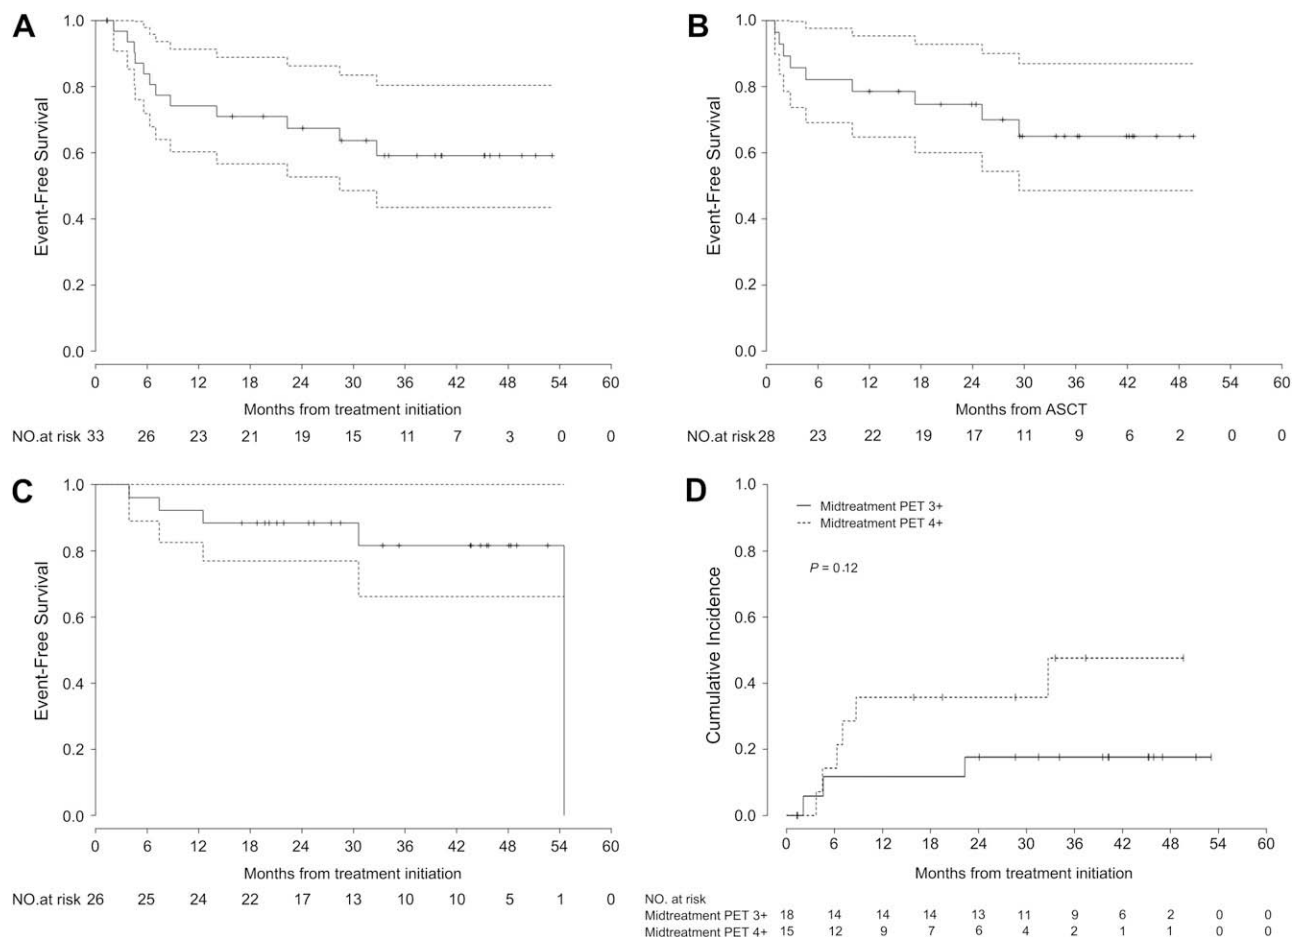 A
Event-Free Survival
1.0
0.8
0.6
0.4
0.2
0.0
0 6 12 18 24 30 36 42 48 54 60
Months from treatment initiation
NO.at risk 33 26 23 21 19 15 11 7 3 0 0
B
Event-Free Survival
1.0
0.8
0.6
0.4
0.2
0.0
0 6 12 18 24 30 36 42 48 54 60
Months from ASCT
NO.at risk 28 23 22 19 17 11 9 6 2 0 0
C
Event-Free Survival
1.0
0.8
0.6
0.4
0.2
0.0
0 6 12 18 24 30 36 42 48 54 60
Months from treatment initiation
NO.at risk 26 25 24 22 17 13 10 10 5 1 0
D
Cumulative Incidence
1.0
0.8
0.6
0.4
0.2
0.0
Midtreatment PET 3+
Midtreatment PET 4+
P = 0.12
0 6 12 18 24 30 36 42 48 54 60
Months from treatment initiation
NO. at risk
Midtreatment PET 3+ 18 14 14 14 13 11 9 6 2 0 0
Midtreatment PET 4+ 15 12 9 7 6 4 2 1 1 0 0